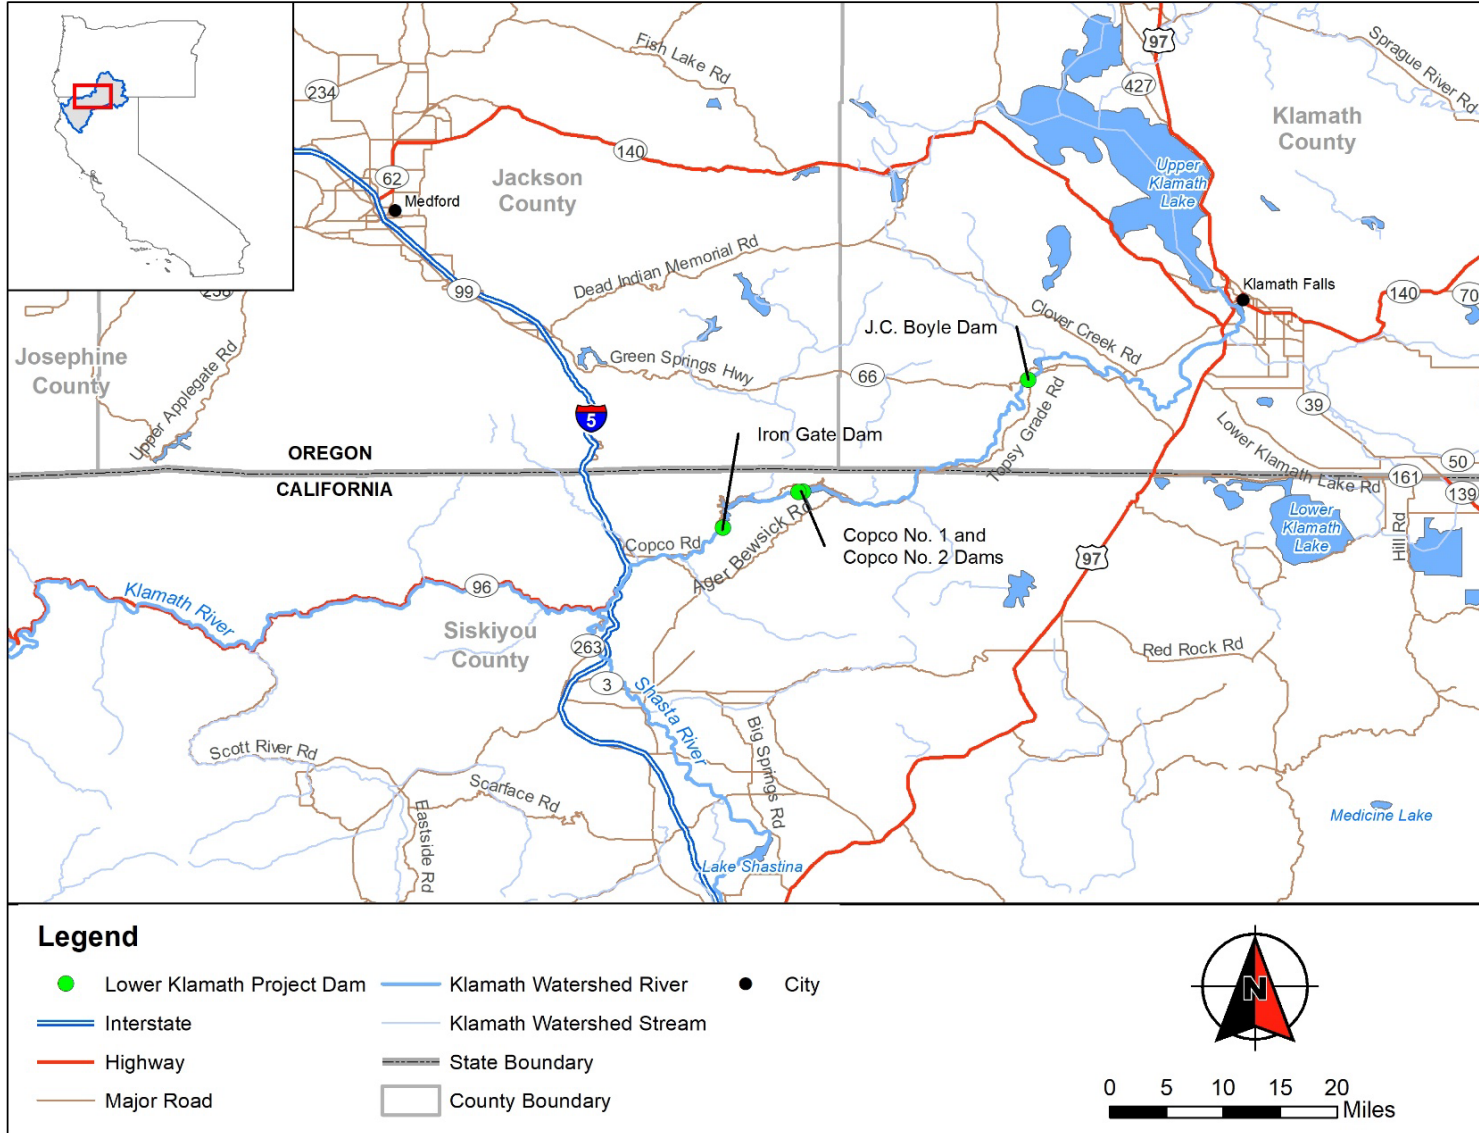 Fish Lake Rd
97
Sprague River Rd
427
234
Klamath
County
140
62
Jackson
County
Upper
Klamath
Lake
Medford
Dead Indian Memorial Rd
99
Klamath Falls
140
70
J.C. Boyle Dam
Clover Creek Rd
Josephine
County
Upper Applegate Rd
Green Springs Hwy
66
Topsy Grade Rd
39
5
Iron Gate Dam
Lower Klamath Lake Rd
OREGON
CALIFORNIA
50
161
139
Copco Rd
Ager Bewsick Rd
Copco No. 1 and
Copco No. 2 Dams
Lower
Klamath
Lake
Hill Rd
97
Klamath River
96
Siskiyou
County
263
3
Shasta River
Red Rock Rd
Scott River Rd
Scarface Rd
Eastside Rd
Big Springs Rd
Medicine Lake
Lake Shastina
Legend
Lower Klamath Project Dam
Klamath Watershed River
City
Interstate
Klamath Watershed Stream
Highway
State Boundary
Major Road
County Boundary
N
0 5 10 15 20
Miles